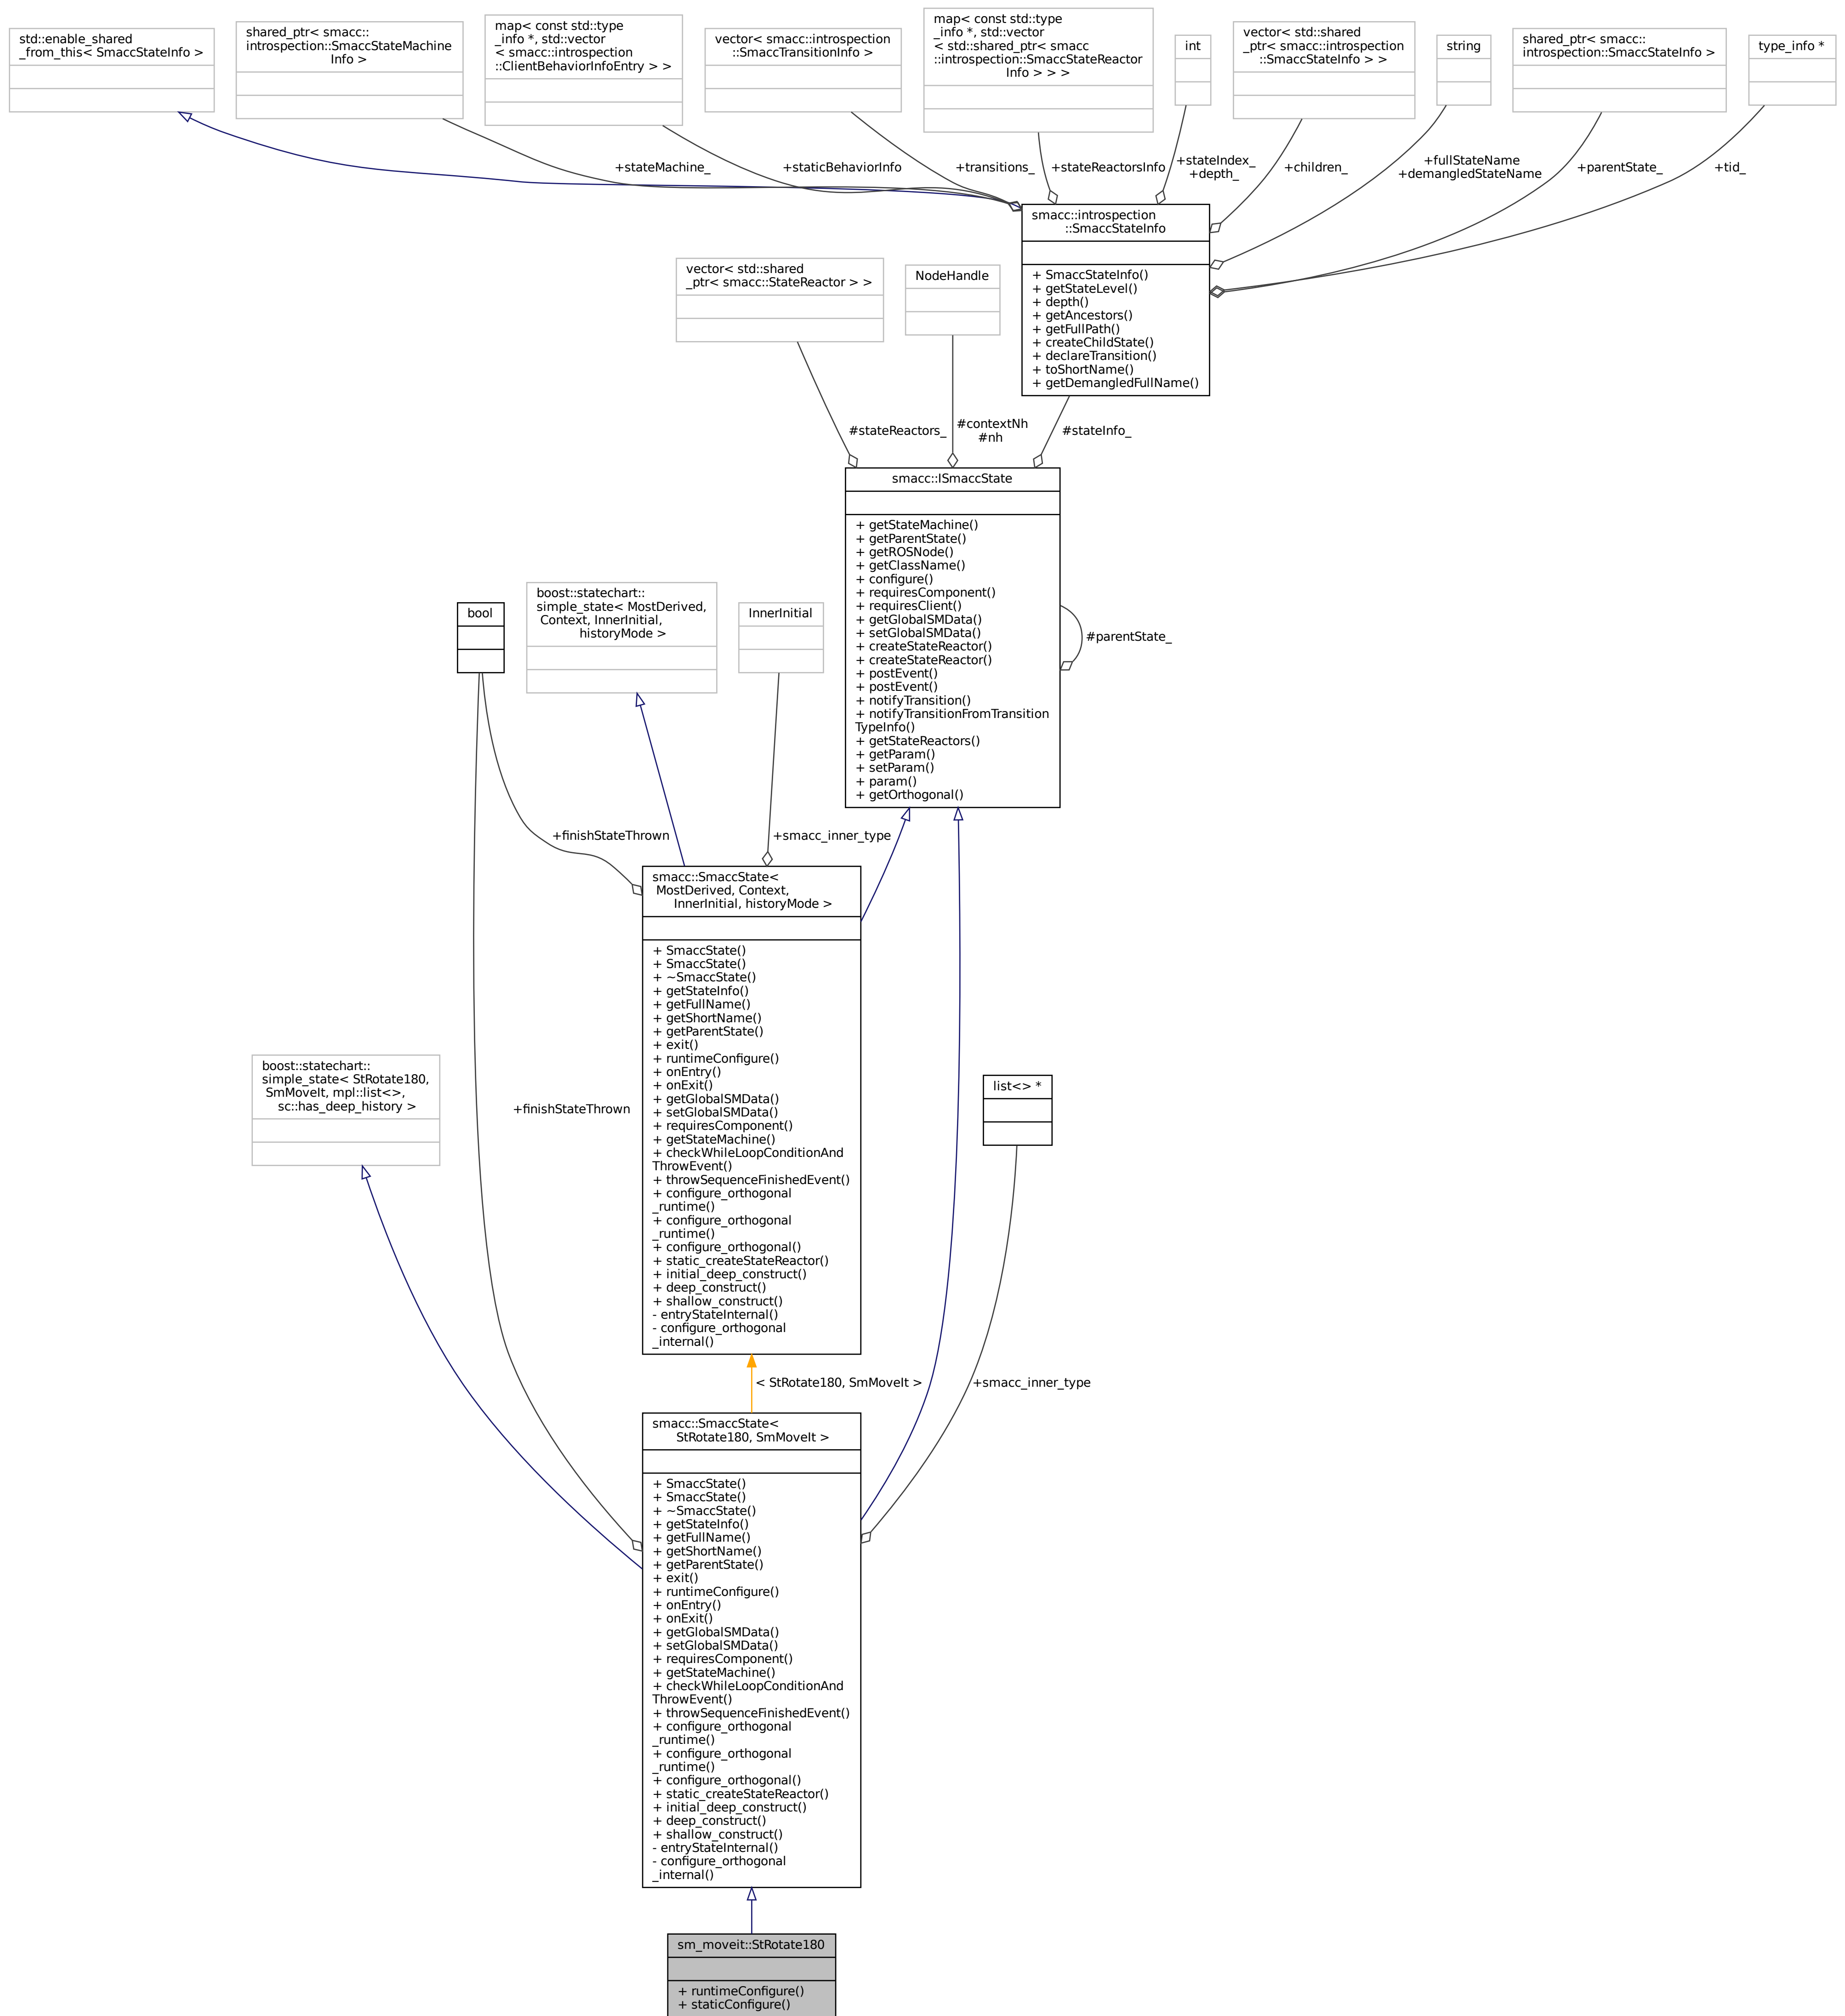 std::enable_shared
_from_this< SmaccStateInfo >
shared_ptr< smacc::
introspection::SmaccStateMachine
Info >
map< const std::type
_info *, std::vector
< smacc::introspection
::ClientBehaviorInfoEntry > >
vector< smacc::introspection
::SmaccTransitionInfo >
map< const std::type
_info *, std::vector
< std::shared_ptr< smacc
::introspection::SmaccStateReactor
Info > > >
int
vector< std::shared
_ptr< smacc::introspection
::SmaccStateInfo > >
string
shared_ptr< smacc::
introspection::SmaccStateInfo >
type_info *
+stateMachine_
+staticBehaviorInfo
+transitions_
+stateReactorsInfo
+stateIndex_
+depth_
+children_
+fullStateName
+demangledStateName
+parentState_
+tid_
smacc::introspection
::SmaccStateInfo
+ SmaccStateInfo()
+ getStateLevel()
+ depth()
+ getAncestors()
+ getFullPath()
+ createChildState()
+ declareTransition()
+ toShortName()
+ getDemangledFullName()
vector< std::shared
_ptr< smacc::StateReactor > >
NodeHandle
#stateReactors_
#contextNh
#nh
#stateInfo_
smacc::ISmaccState
+ getStateMachine()
+ getParentState()
+ getROSNode()
+ getClassName()
+ configure()
+ requiresComponent()
+ requiresClient()
+ getGlobalSMData()
+ setGlobalSMData()
+ createStateReactor()
+ createStateReactor()
+ postEvent()
+ postEvent()
+ notifyTransition()
+ notifyTransitionFromTransition
TypeInfo()
+ getStateReactors()
+ getParam()
+ setParam()
+ param()
+ getOrthogonal()
#parentState_
bool
boost::statechart::
simple_state< MostDerived,
Context, InnerInitial,
historyMode >
InnerInitial
+finishStateThrown
+smacc_inner_type
smacc::SmaccState<
MostDerived, Context,
InnerInitial, historyMode >
+ SmaccState()
+ SmaccState()
+ ~SmaccState()
+ getStateInfo()
+ getFullName()
+ getShortName()
+ getParentState()
+ exit()
+ runtimeConfigure()
+ onEntry()
+ onExit()
+ getGlobalSMData()
+ setGlobalSMData()
+ requiresComponent()
+ getStateMachine()
+ checkWhileLoopConditionAnd
ThrowEvent()
+ throwSequenceFinishedEvent()
+ configure_orthogonal
_runtime()
+ configure_orthogonal
_runtime()
+ configure_orthogonal()
+ static_createStateReactor()
+ initial_deep_construct()
+ deep_construct()
+ shallow_construct()
- entryStateInternal()
- configure_orthogonal
_internal()
boost::statechart::
simple_state< StRotate180,
SmMoveIt, mpl::list<>,
sc::has_deep_history >
+finishStateThrown
list<> *
< StRotate180, SmMoveIt >
+smacc_inner_type
smacc::SmaccState<
StRotate180, SmMoveIt >
+ SmaccState()
+ SmaccState()
+ ~SmaccState()
+ getStateInfo()
+ getFullName()
+ getShortName()
+ getParentState()
+ exit()
+ runtimeConfigure()
+ onEntry()
+ onExit()
+ getGlobalSMData()
+ setGlobalSMData()
+ requiresComponent()
+ getStateMachine()
+ checkWhileLoopConditionAnd
ThrowEvent()
+ throwSequenceFinishedEvent()
+ configure_orthogonal
_runtime()
+ configure_orthogonal
_runtime()
+ configure_orthogonal()
+ static_createStateReactor()
+ initial_deep_construct()
+ deep_construct()
+ shallow_construct()
- entryStateInternal()
- configure_orthogonal
_internal()
sm_moveit::StRotate180
+ runtimeConfigure()
+ staticConfigure()